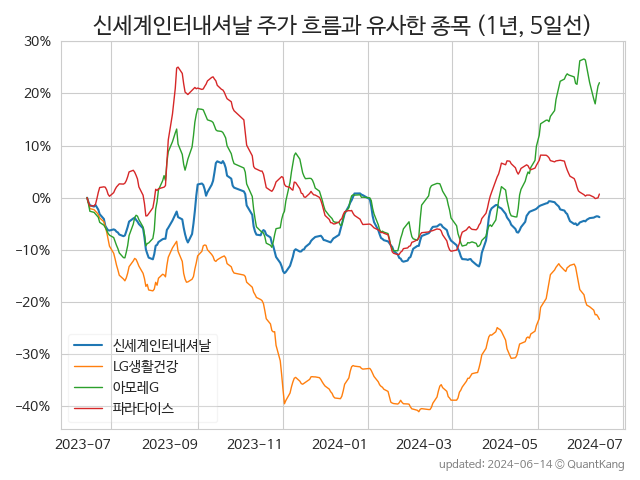 신세계인터내셔날 주가 흐름과 유사한 종목 (1년, 5일선)
30%
20%
10%
0%
−10%
−20%
−30%
−40%
신세계인터내셔날
LG생활건강
아모레G
파라다이스
2023-07 2023-09 2023-11 2024-01 2024-03 2024-05 2024-07
updated: 2024-06-14 © QuantKang